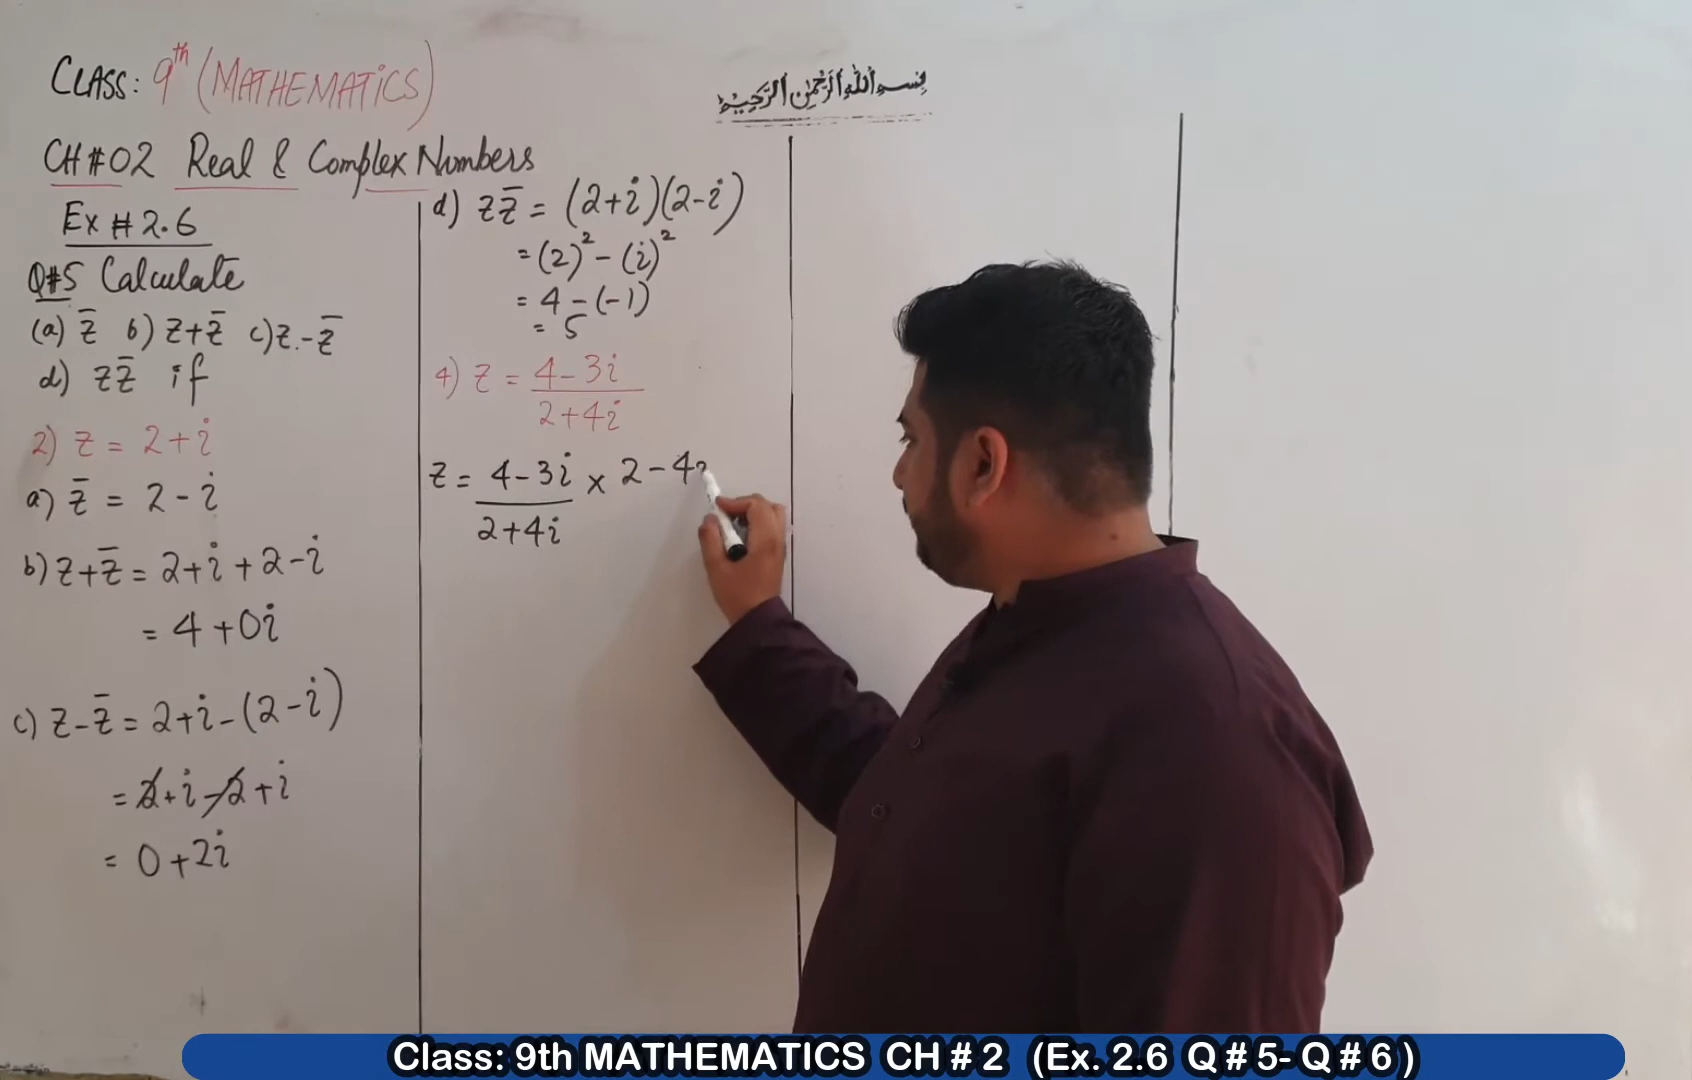 CLASS: 9th (MATHEMATICS)
بسم الله الرحمن الرحيم
CH # 02 Real & Complex Numbers
Ex # 2.6
Q#5 Calculate
(a) z̄ b) z+z̄ c) z-z̄
d) zz̄ if
2) z = 2+i
a) z̄ = 2-i
b) z+z̄ = 2+i+2-i
= 4+0i
c) z-z̄ = 2+i-(2-i)
= 2+i-2+i
= 0+2i
d) zz̄ = (2+i)(2-i)
= (2)² - (i)²
= 4-(-1)
= 5
4) z = 4-3i
2+4i
z = 4-3i × 2-4i
2+4i
Class: 9th MATHEMATICS CH # 2 (Ex. 2.6 Q # 5- Q # 6 )